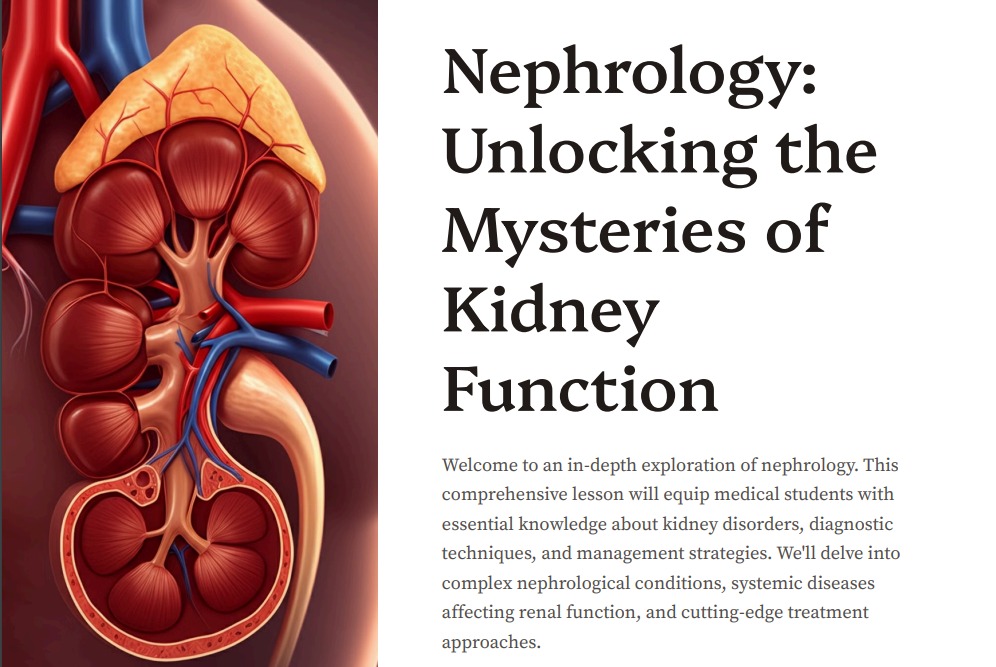 Nephrology:
Unlocking the
Mysteries of
Kidney
Function
Welcome to an in-depth exploration of nephrology. This
comprehensive lesson will equip medical students with
essential knowledge about kidney disorders, diagnostic
techniques, and management strategies. We'll delve into
complex nephrological conditions, systemic diseases
affecting renal function, and cutting-edge treatment
approaches.